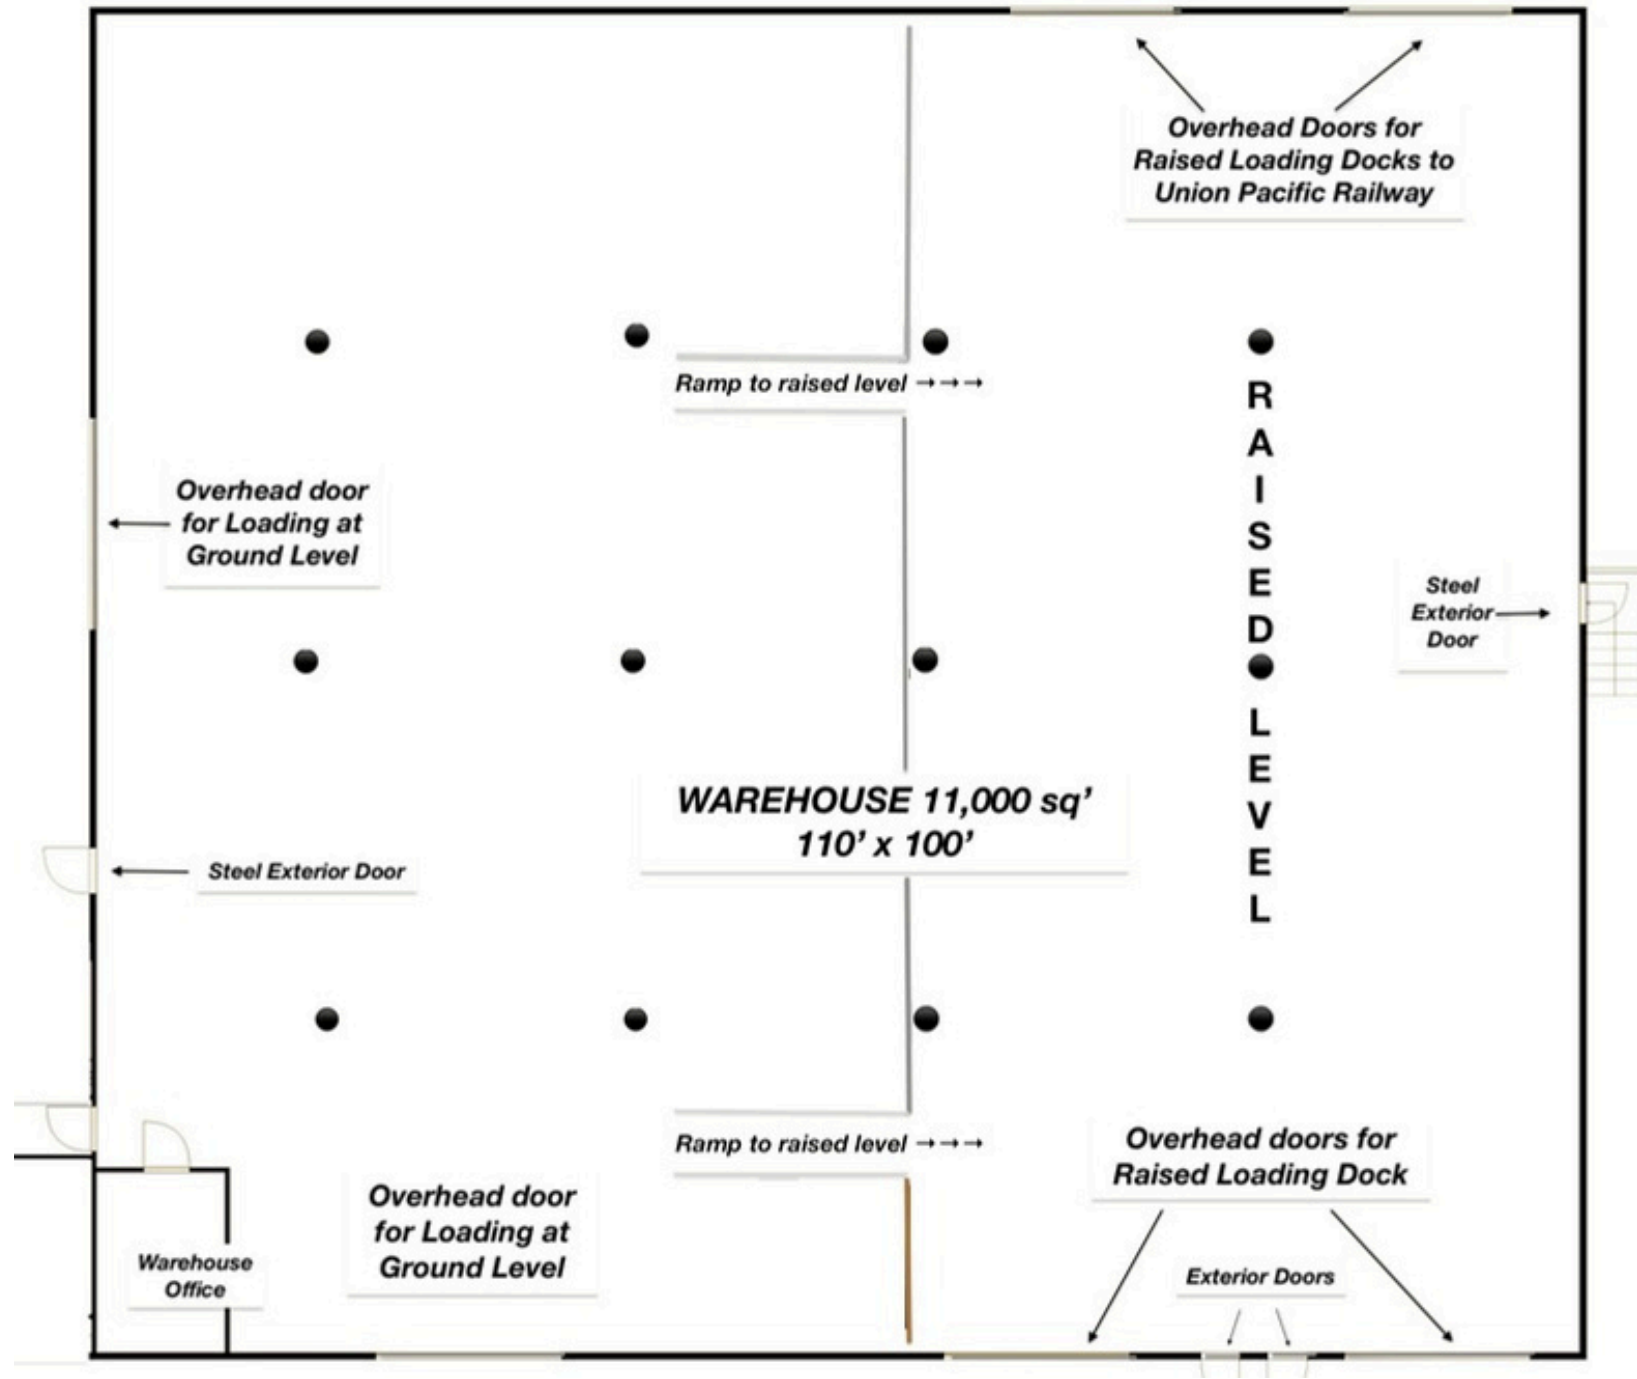 Overhead Doors for
Raised Loading Docks to
Union Pacific Railway
Ramp to raised level →→→
RAISED LEVEL
Overhead door
for Loading at
Ground Level
Steel
Exterior
Door
WAREHOUSE 11,000 sq’
110’ x 100’
Steel Exterior Door
Ramp to raised level →→→
Overhead doors for
Raised Loading Dock
Overhead door
for Loading at
Ground Level
Warehouse
Office
Exterior Doors